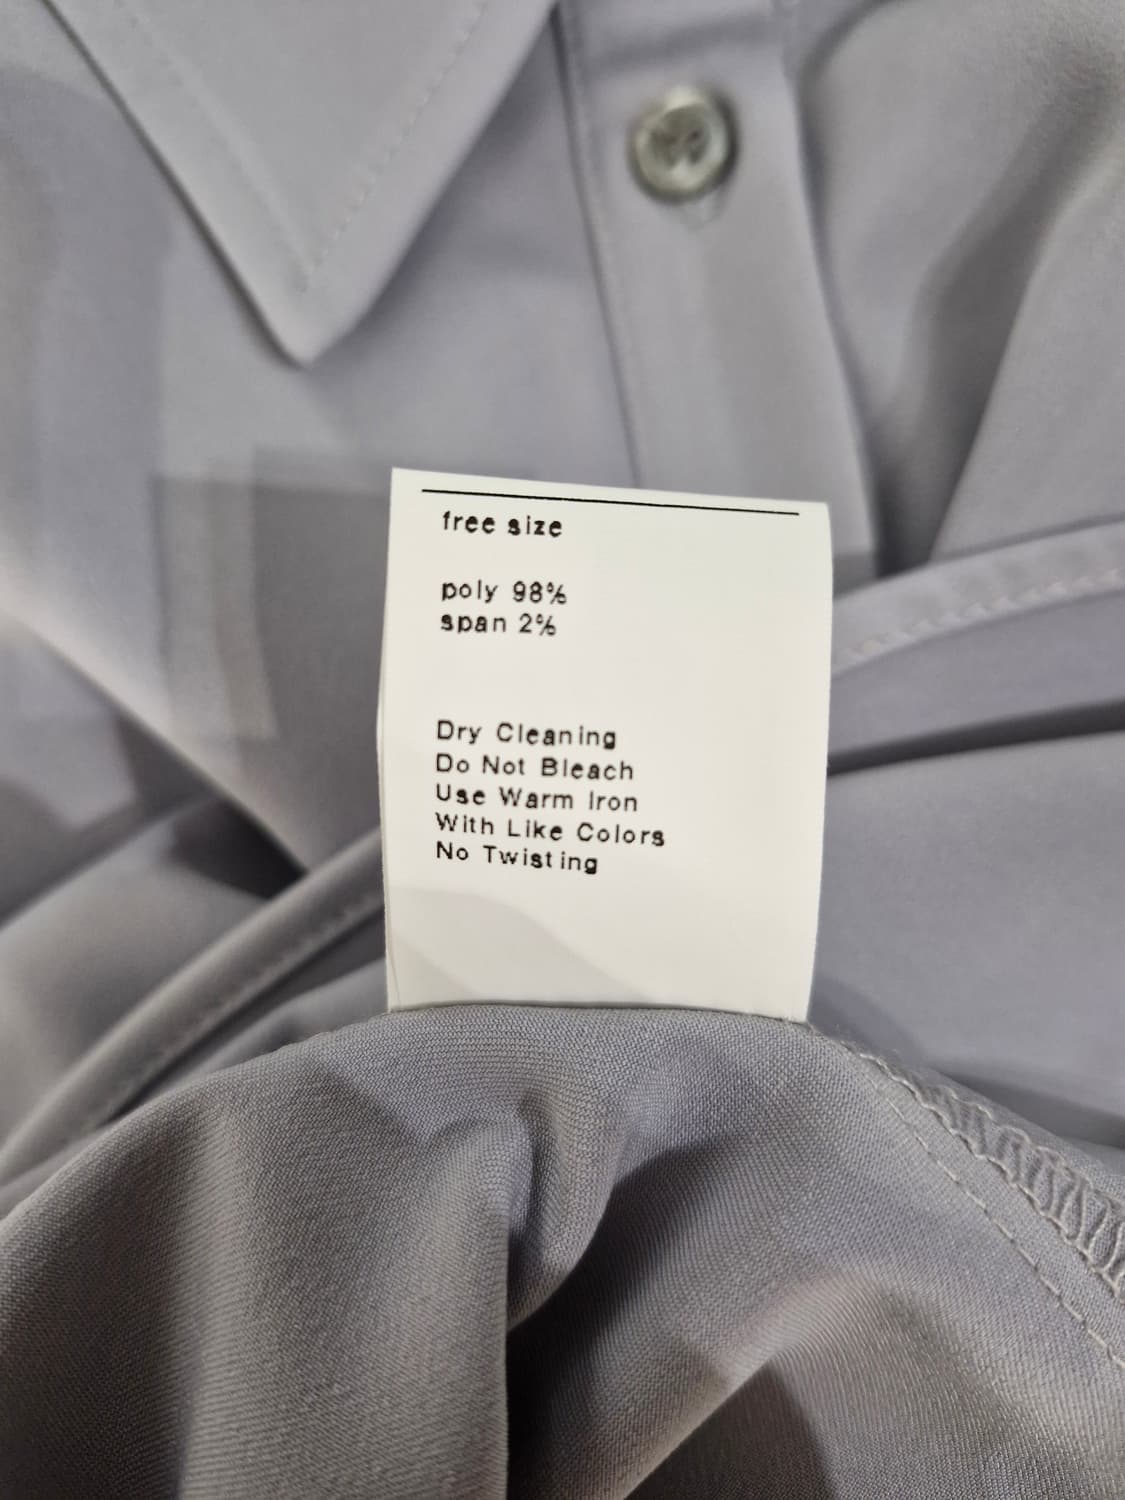 free size
poly 98%
span 2%
Dry Cleaning
Do Not Bleach
Use Warm Iron
With Like Colors
No Twisting